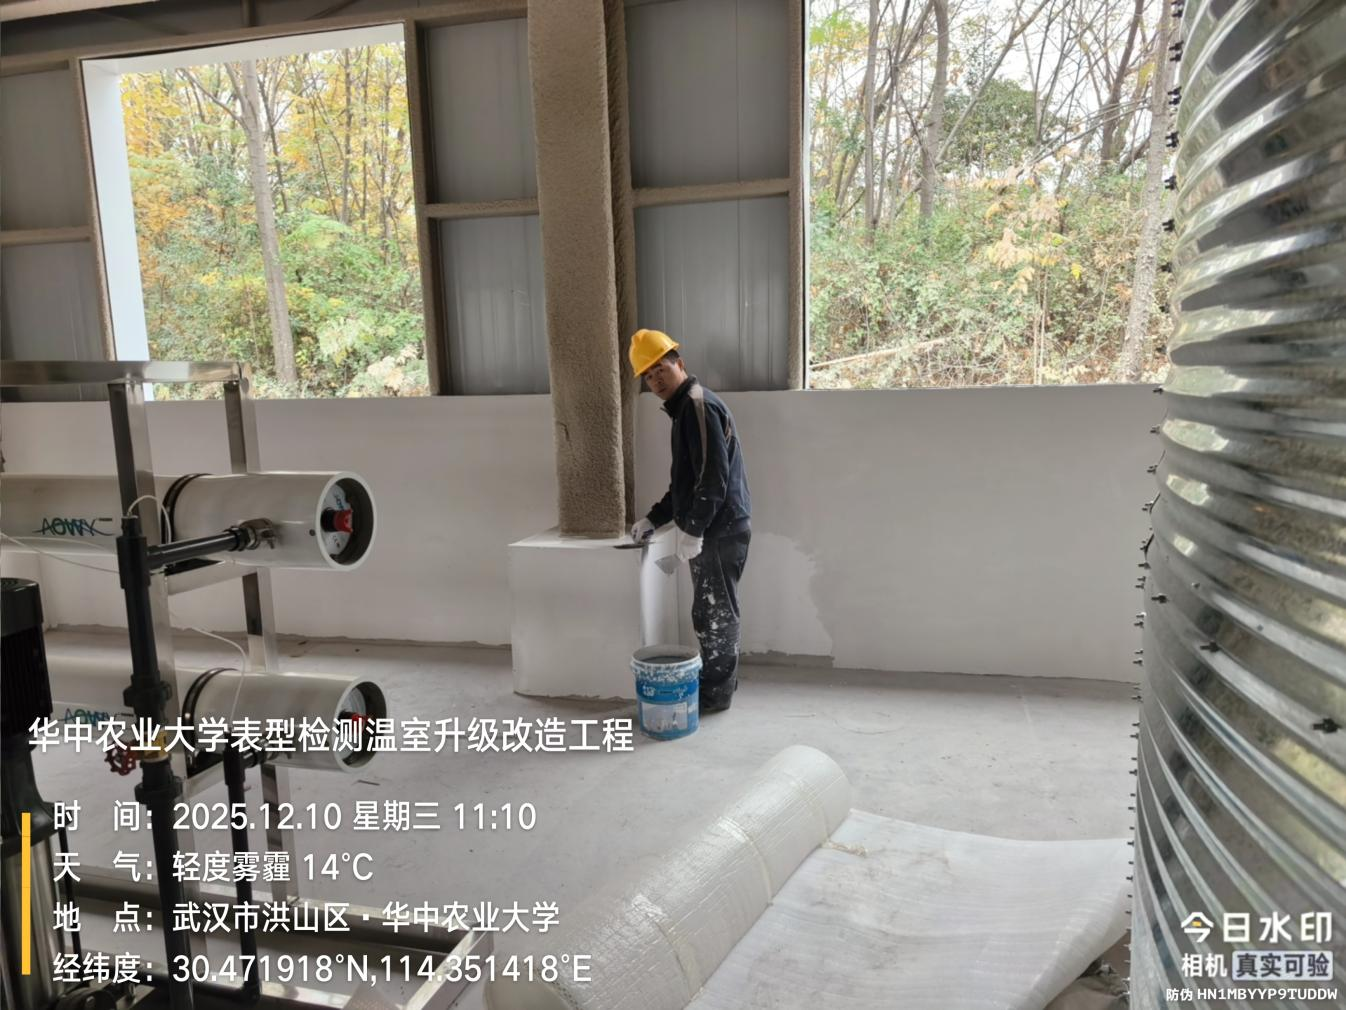 AOWX
AOWX
华中农业大学表型检测温室升级改造工程
时 间：2025.12.10 星期三 11:10
天 气：轻度雾霾 14℃
地 点：武汉市洪山区·华中农业大学
经纬度：30.471918°N,114.351418°E
今日水印
相机 真实可验
防伪 HN1MBYYP9TUDDW